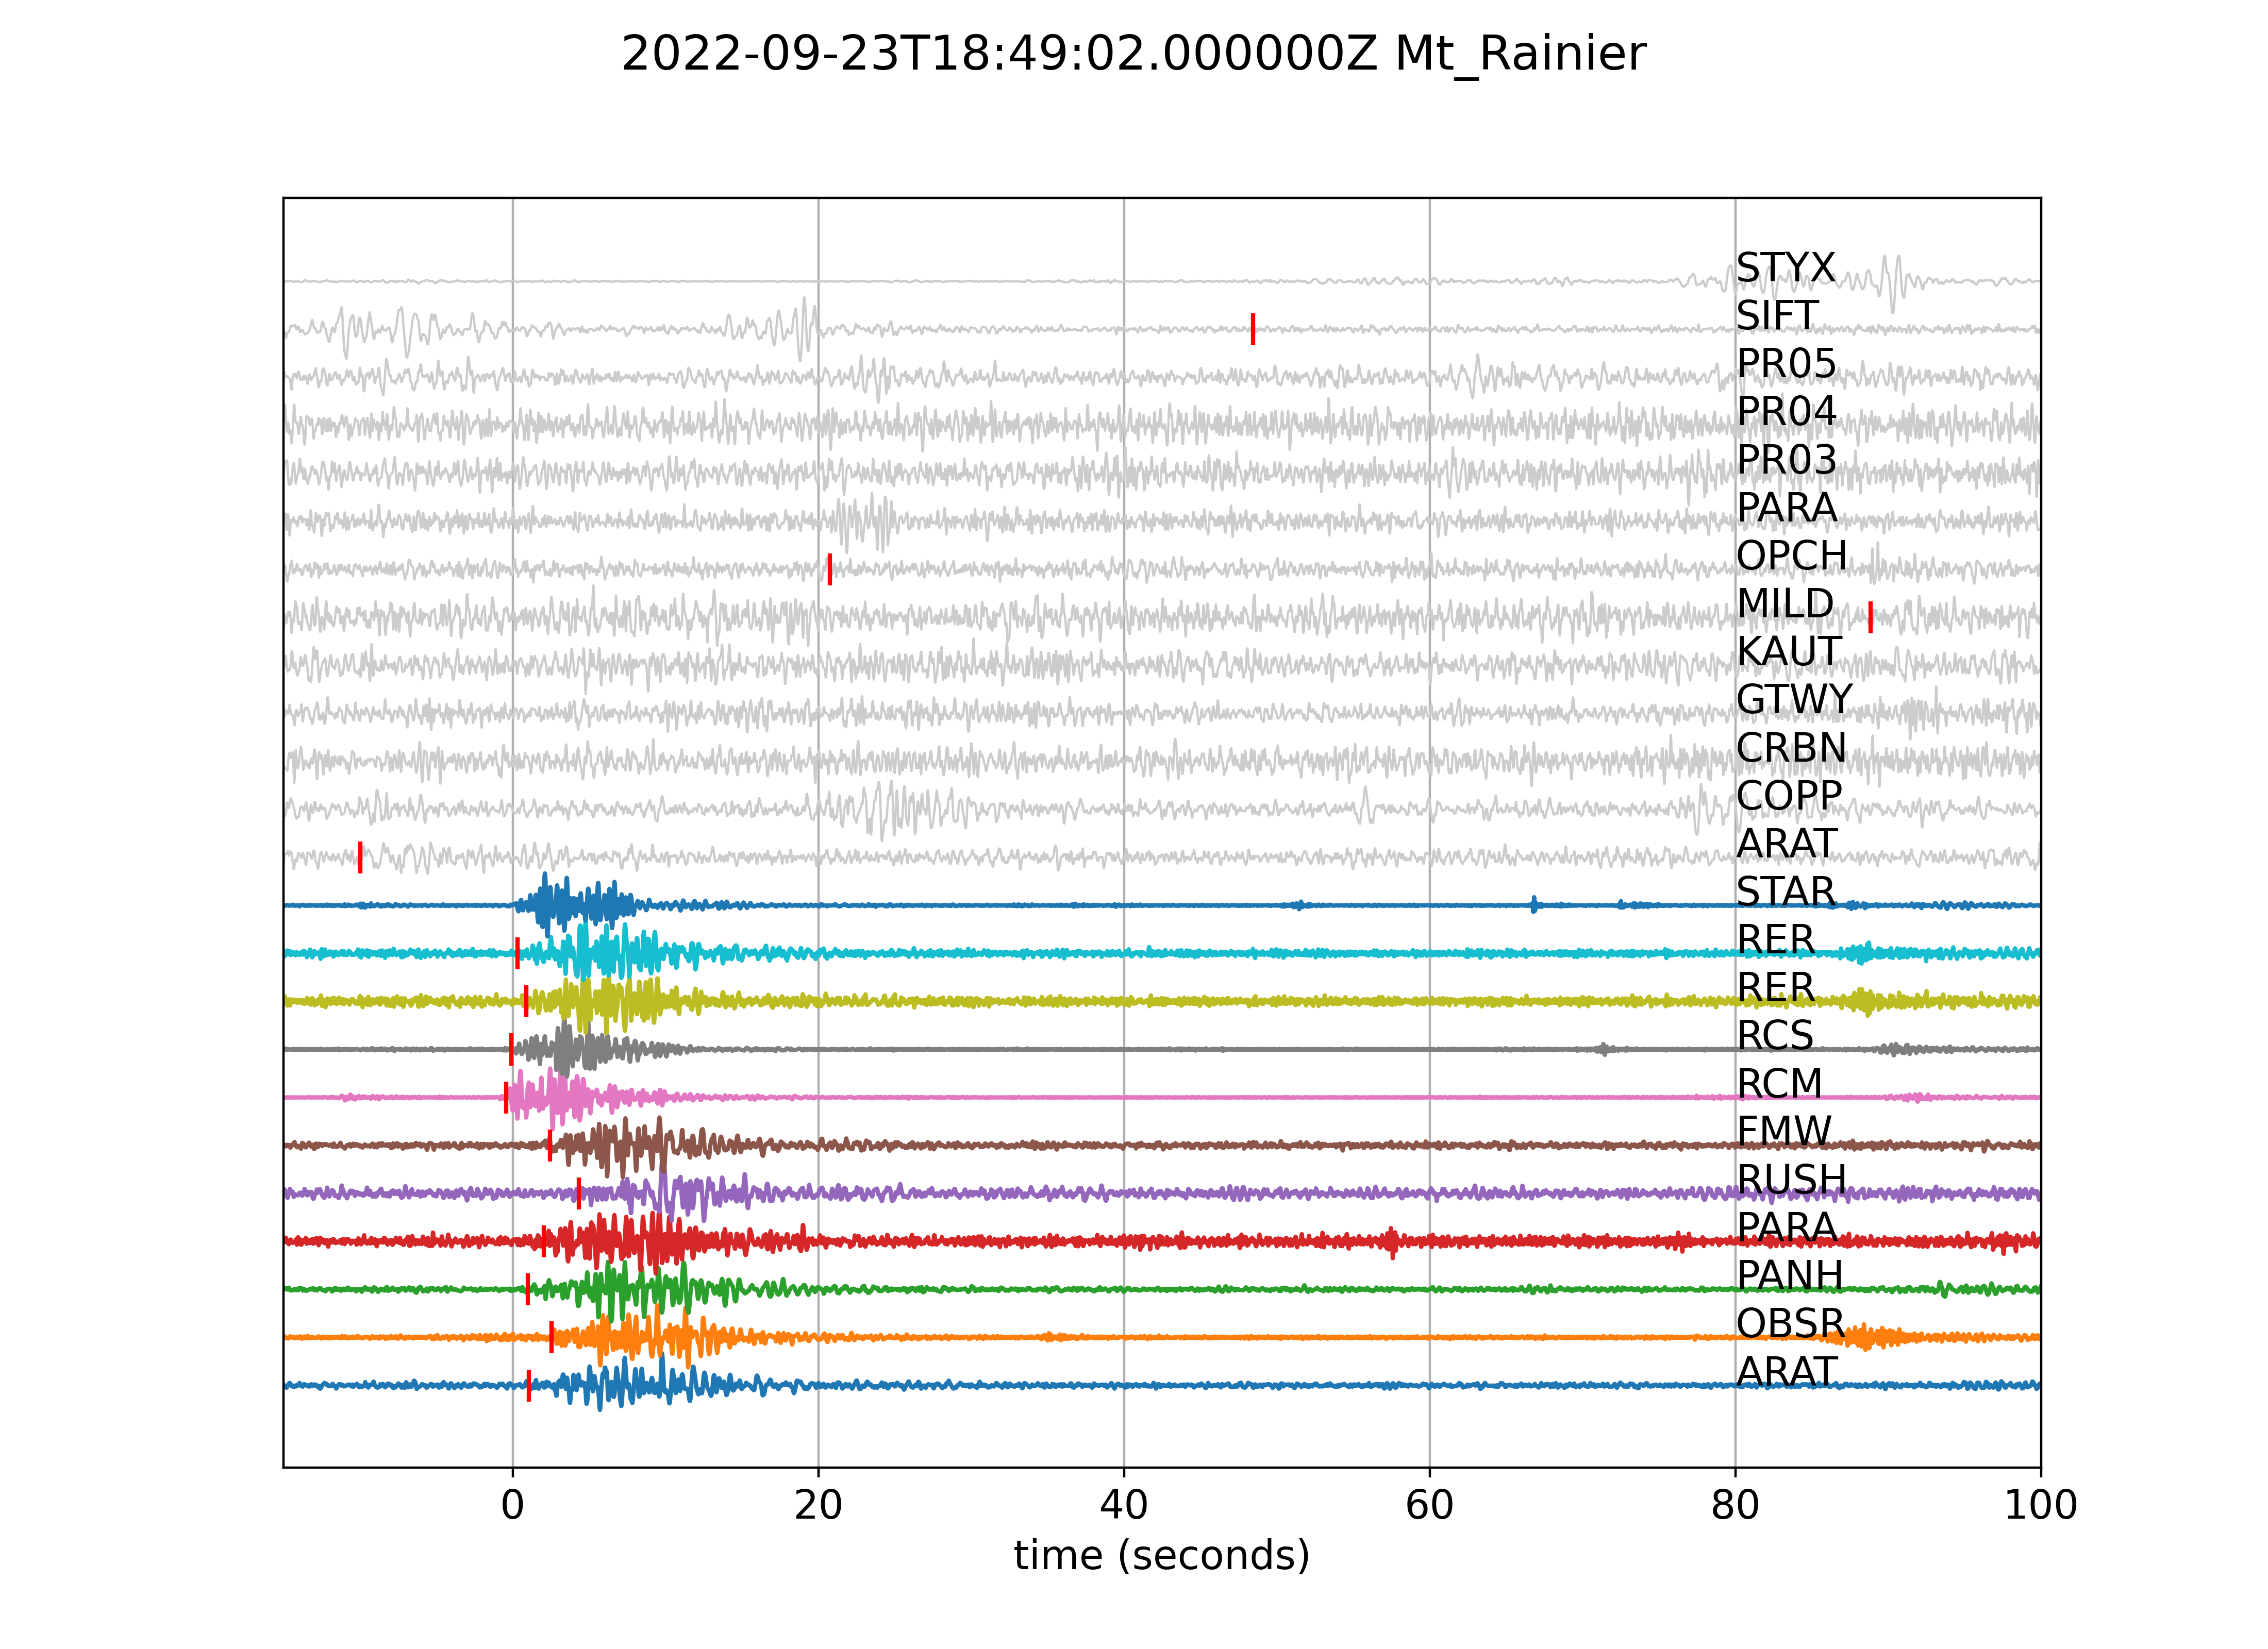 2022-09-23T18:49:02.000000Z Mt_Rainier
STYX
SIFT
PR05
PR04
PR03
PARA
OPCH
MILD
KAUT
GTWY
CRBN
COPP
ARAT
STAR
RER
RER
RCS
RCM
FMW
RUSH
PARA
PANH
OBSR
ARAT
0 20 40 60 80 100
time (seconds)